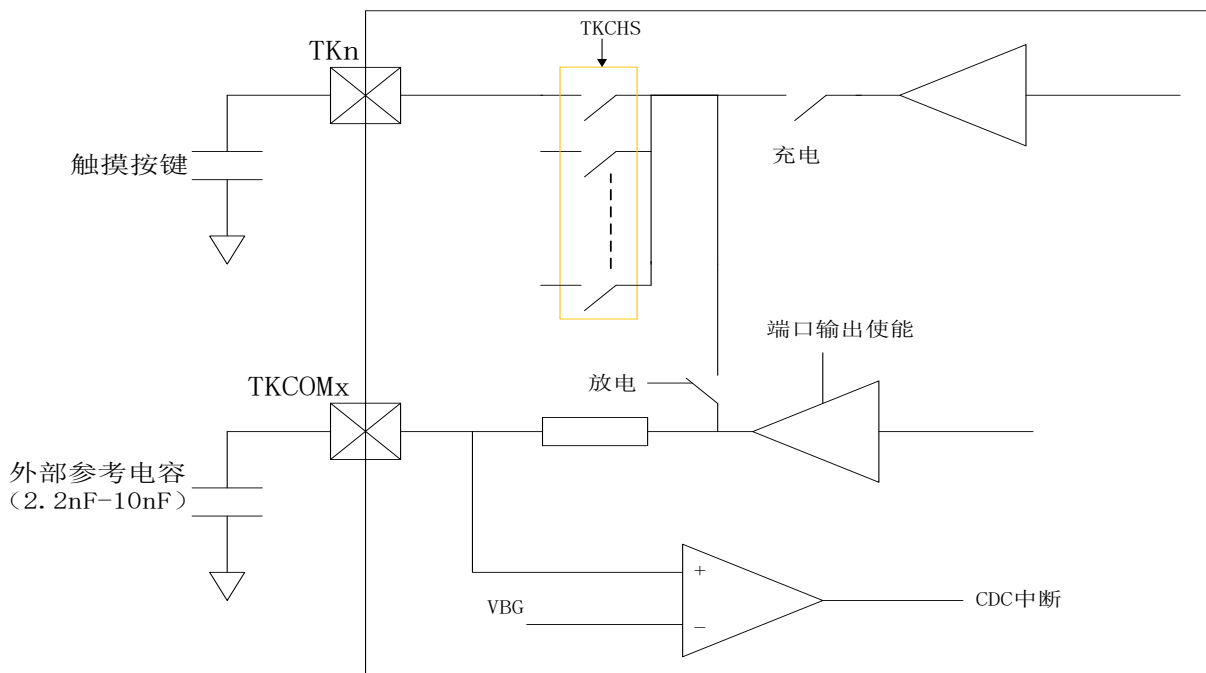 TKCHS
TKn
充电
触摸按键
端口输出使能
放电
TKCOMx
外部参考电容
（2.2nF-10nF）
+
VBG
−
CDC中断